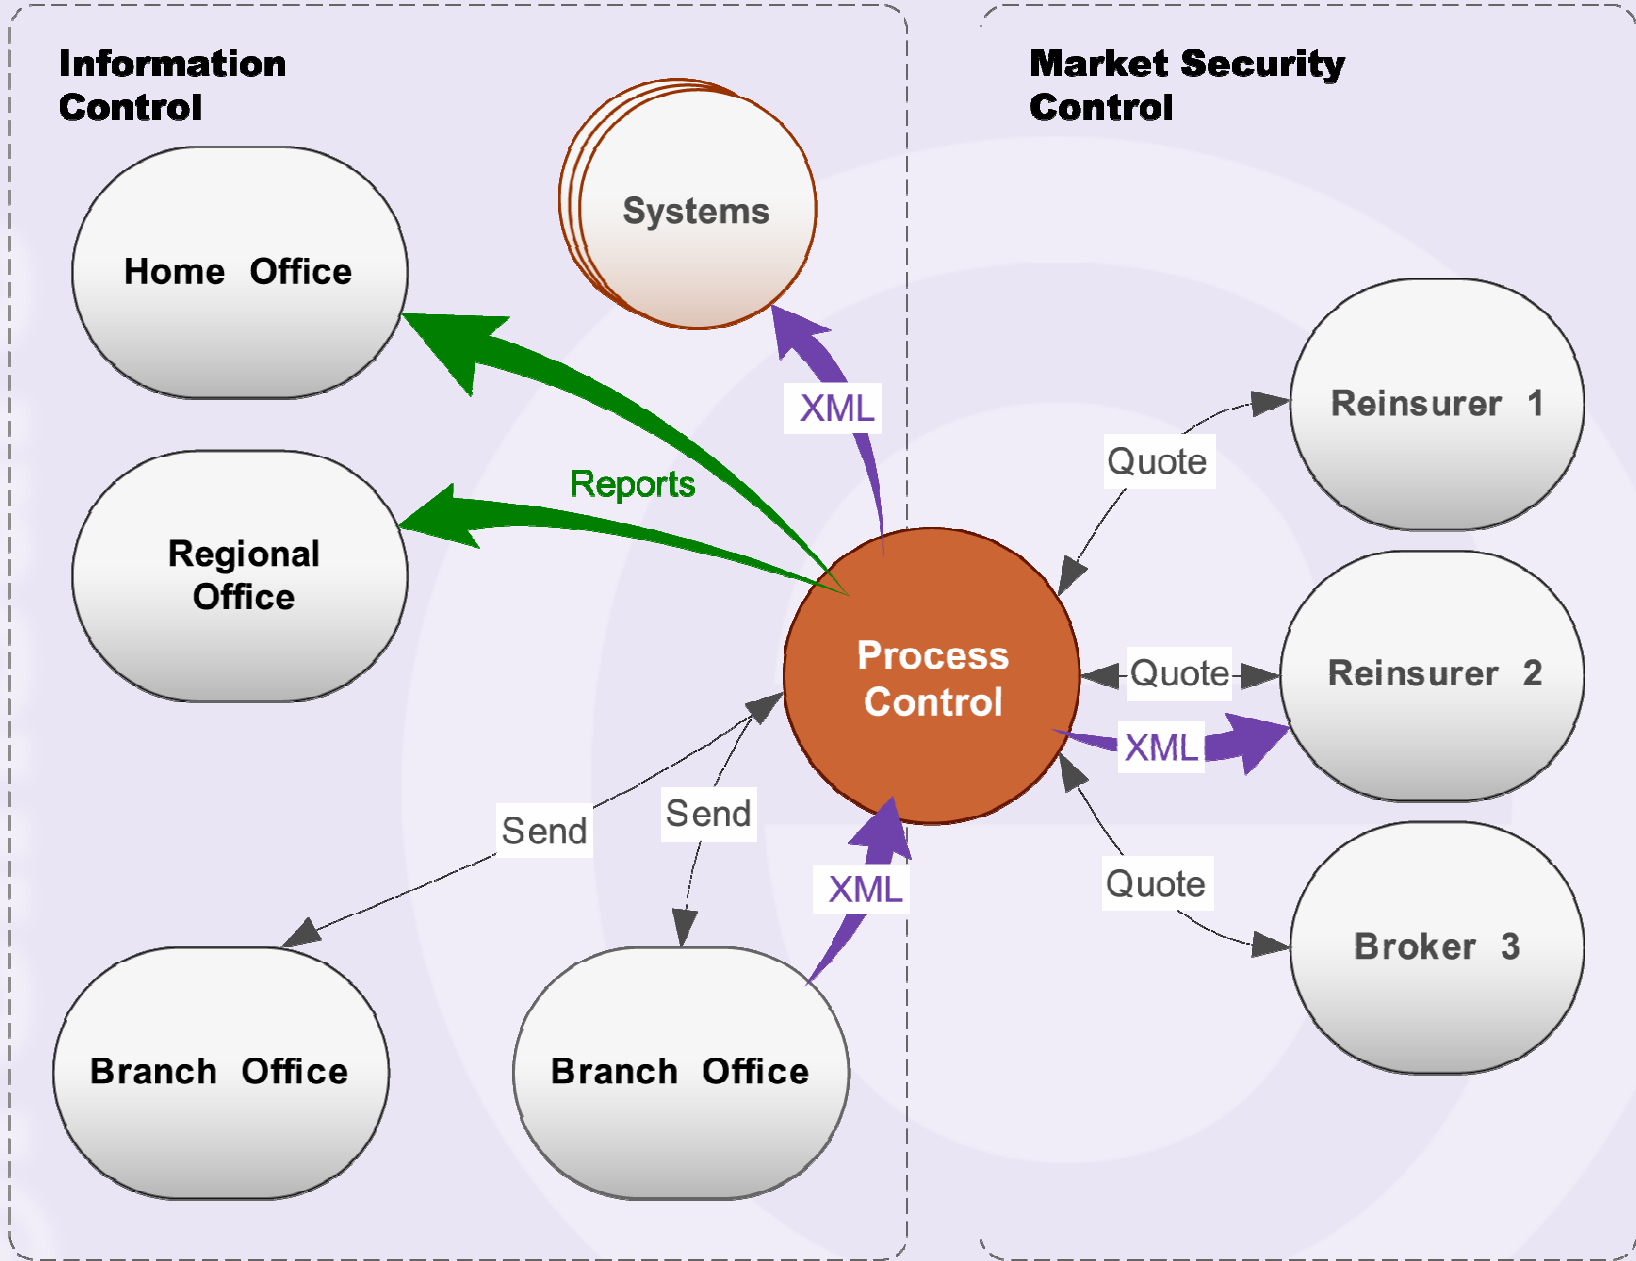 Information
Control
Market Security
Control
Systems
Home Office
XML
Reinsurer 1
Quote
Reports
Regional
Office
Process
Control
Quote
Reinsurer 2
XML
Send
Send
XML
Quote
Broker 3
Branch Office
Branch Office